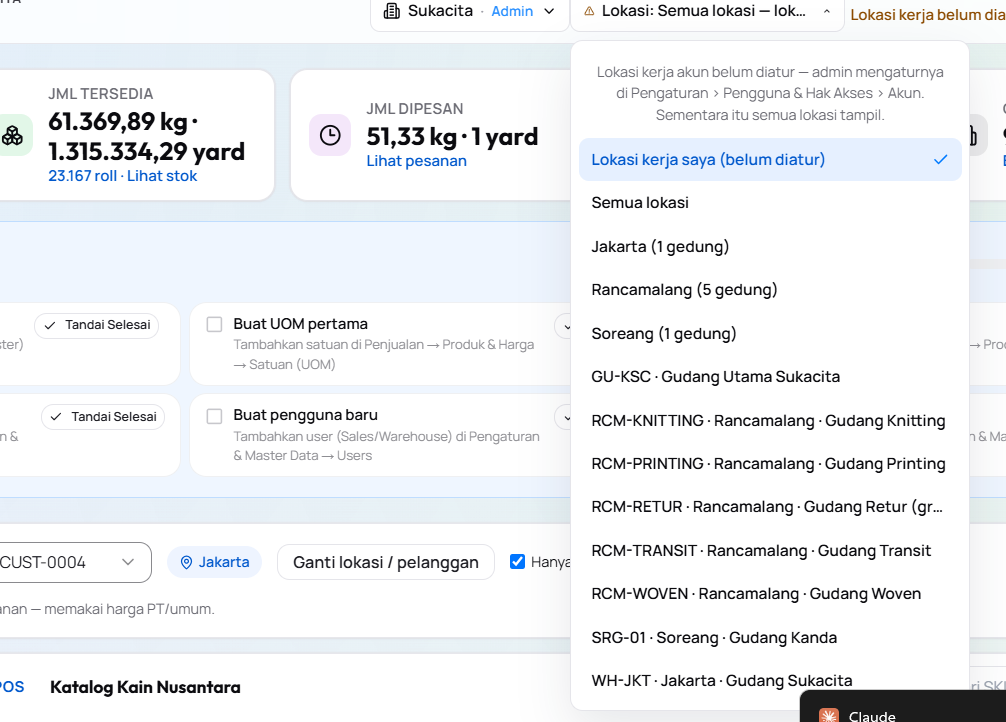 Sukacita · Admin
Lokasi: Semua lokasi — lok...
Lokasi kerja belum
JML TERSEDIA
61.369,89 kg ·
1.315.334,29 yard
23.167 roll · Lihat stok
JML DIPESAN
51,33 kg · 1 yard
Lihat pesanan
Lokasi kerja akun belum diatur — admin mengaturnya
di Pengaturan > Pengguna & Hak Akses > Akun.
Sementara itu semua lokasi tampil.
Lokasi kerja saya (belum diatur)
Semua lokasi
Jakarta (1 gedung)
Rancamalang (5 gedung)
Soreang (1 gedung)
GU-KSC · Gudang Utama Sukacita
RCM-KNITTING · Rancamalang · Gudang Knitting
RCM-PRINTING · Rancamalang · Gudang Printing
RCM-RETUR · Rancamalang · Gudang Retur (gr...
RCM-TRANSIT · Rancamalang · Gudang Transit
RCM-WOVEN · Rancamalang · Gudang Woven
SRG-01 · Soreang · Gudang Kanda
WH-JKT · Jakarta · Gudang Sukacita
Tandai Selesai
ster)
Buat UOM pertama
Tambahkan satuan di Penjualan → Produk & Harga
→ Satuan (UOM)
Tandai Selesai
n &
Buat pengguna baru
Tambahkan user (Sales/Warehouse) di Pengaturan
& Master Data → Users
CUST-0004
Jakarta
Ganti lokasi / pelanggan
Hanya
anan — memakai harga PT/umum.
POS
Katalog Kain Nusantara
Claude